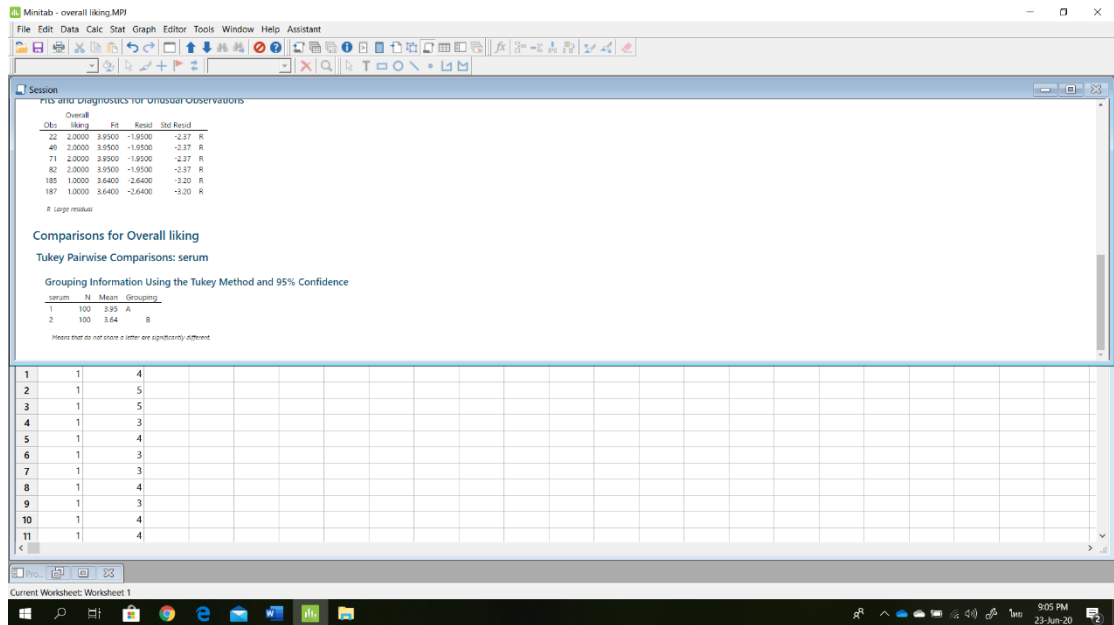 Minitab - overall liking.MPJ
File Edit Data Calc Stat Graph Editor Tools Window Help Assistant
Session
Fits and Diagnostics for Unusual Observations
Overall
Obs liking Fit Resid Std Resid
22 2.0000 3.9500 -1.9500 -2.37 R
49 2.0000 3.9500 -1.9500 -2.37 R
71 2.0000 3.9500 -1.9500 -2.37 R
82 2.0000 3.9500 -1.9500 -2.37 R
185 1.0000 3.6400 -2.6400 -3.20 R
187 1.0000 3.6400 -2.6400 -3.20 R
R Large residual
Comparisons for Overall liking
Tukey Pairwise Comparisons: serum
Grouping Information Using the Tukey Method and 95% Confidence
serum N Mean Grouping
1 100 3.95 A
2 100 3.64 B
Means that do not share a letter are significantly different.
1 1 4
2 1 5
3 1 5
4 1 3
5 1 4
6 1 3
7 1 3
8 1 4
9 1 3
10 1 4
11 1 4
Pro...
Current Worksheet: Worksheet 1
ไทย 9:05 PM
23-Jun-20